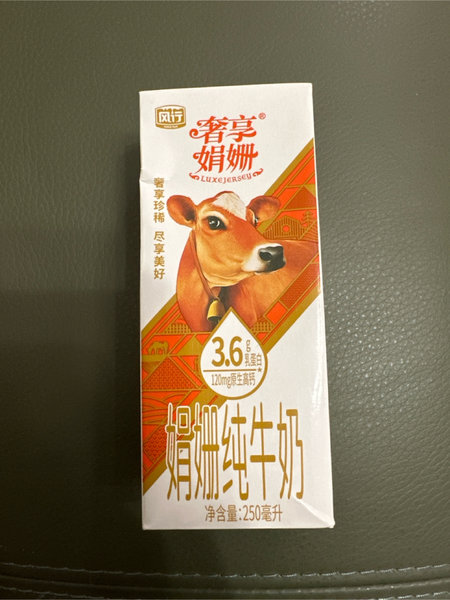 风行
奢享®
娟姗
LUXEJERSEY
奢享珍稀 尽享美好
3.6g乳蛋白
120mg原生高钙★
娟姗纯牛奶
净含量:250毫升